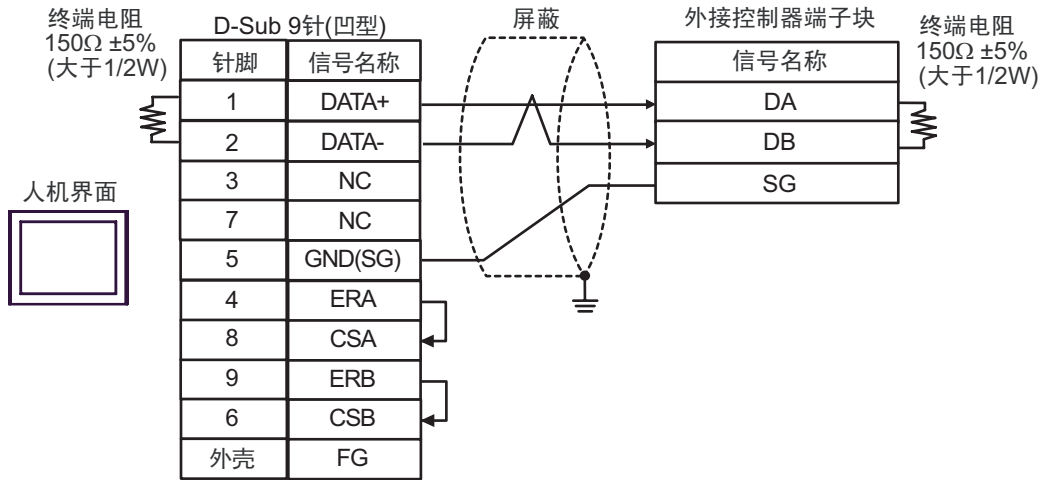 终端电阻
150Ω ±5%
(大于1/2W)
D-Sub 9针(凹型)
屏蔽
外接控制器端子块
终端电阻
150Ω ±5%
(大于1/2W)
针脚 信号名称
信号名称
1 DATA+
DA
2 DATA-
DB
3 NC
SG
人机界面
7 NC
5 GND(SG)
4 ERA
8 CSA
9 ERB
6 CSB
外壳 FG